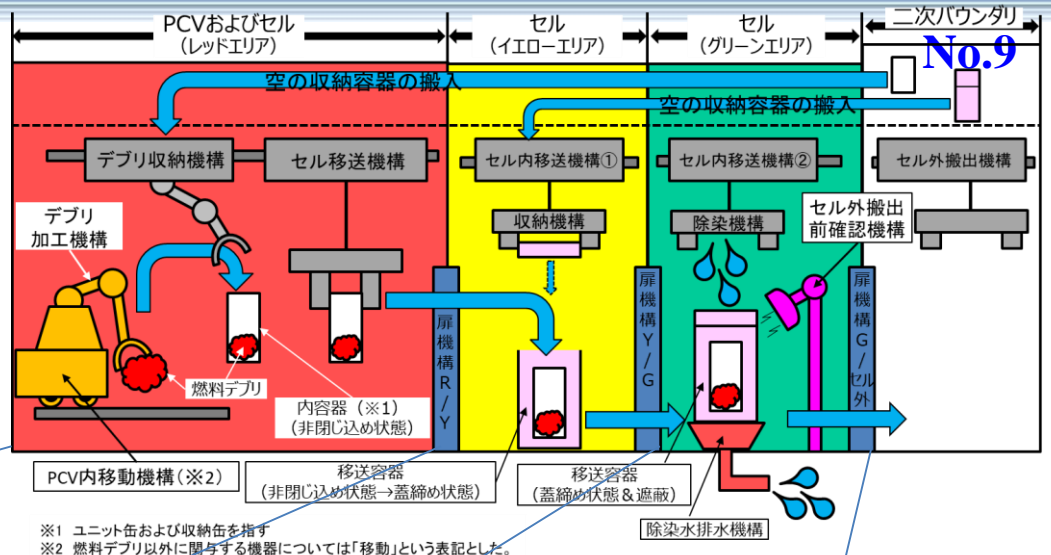 PCVおよびセル
(レッドエリア)
セル
(イエローエリア)
セル
(グリーンエリア)
二次バウンダリ
No.9
空の収納容器の搬入
空の収納容器の搬入
デブリ収納機構
セル移送機構
セル内移送機構①
セル内移送機構②
セル外搬出機構
デブリ
加工機構
収納機構
除染機構
セル外搬出
前確認機構
扉機構R/Y
扉機構Y/G
扉機構G/セル外
燃料デブリ
内容器(※1)
(非閉じ込め状態)
PCV内移動機構(※2)
移送容器
(非閉じ込め状態→蓋締め状態)
移送容器
(蓋締め状態&遮蔽)
除染水排水機構
※1 ユニット缶および収納缶を指す
※2 燃料デブリ以外に関与する機器については「移動」という表記とした。